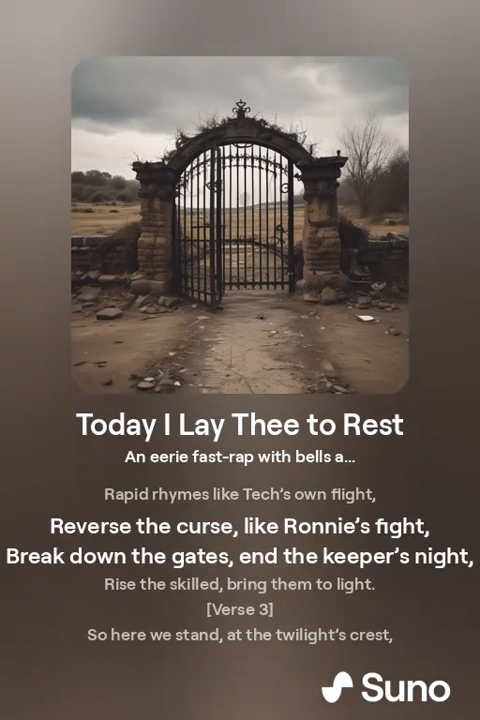 Today I Lay Thee to Rest
An eerie fast-rap with bells a...
Rapid rhymes like Tech's own flight,
Reverse the curse, like Ronnie's fight,
Break down the gates, end the keeper's night,
Rise the skilled, bring them to light.
[Verse 3]
So here we stand, at the twilight's crest,
Suno